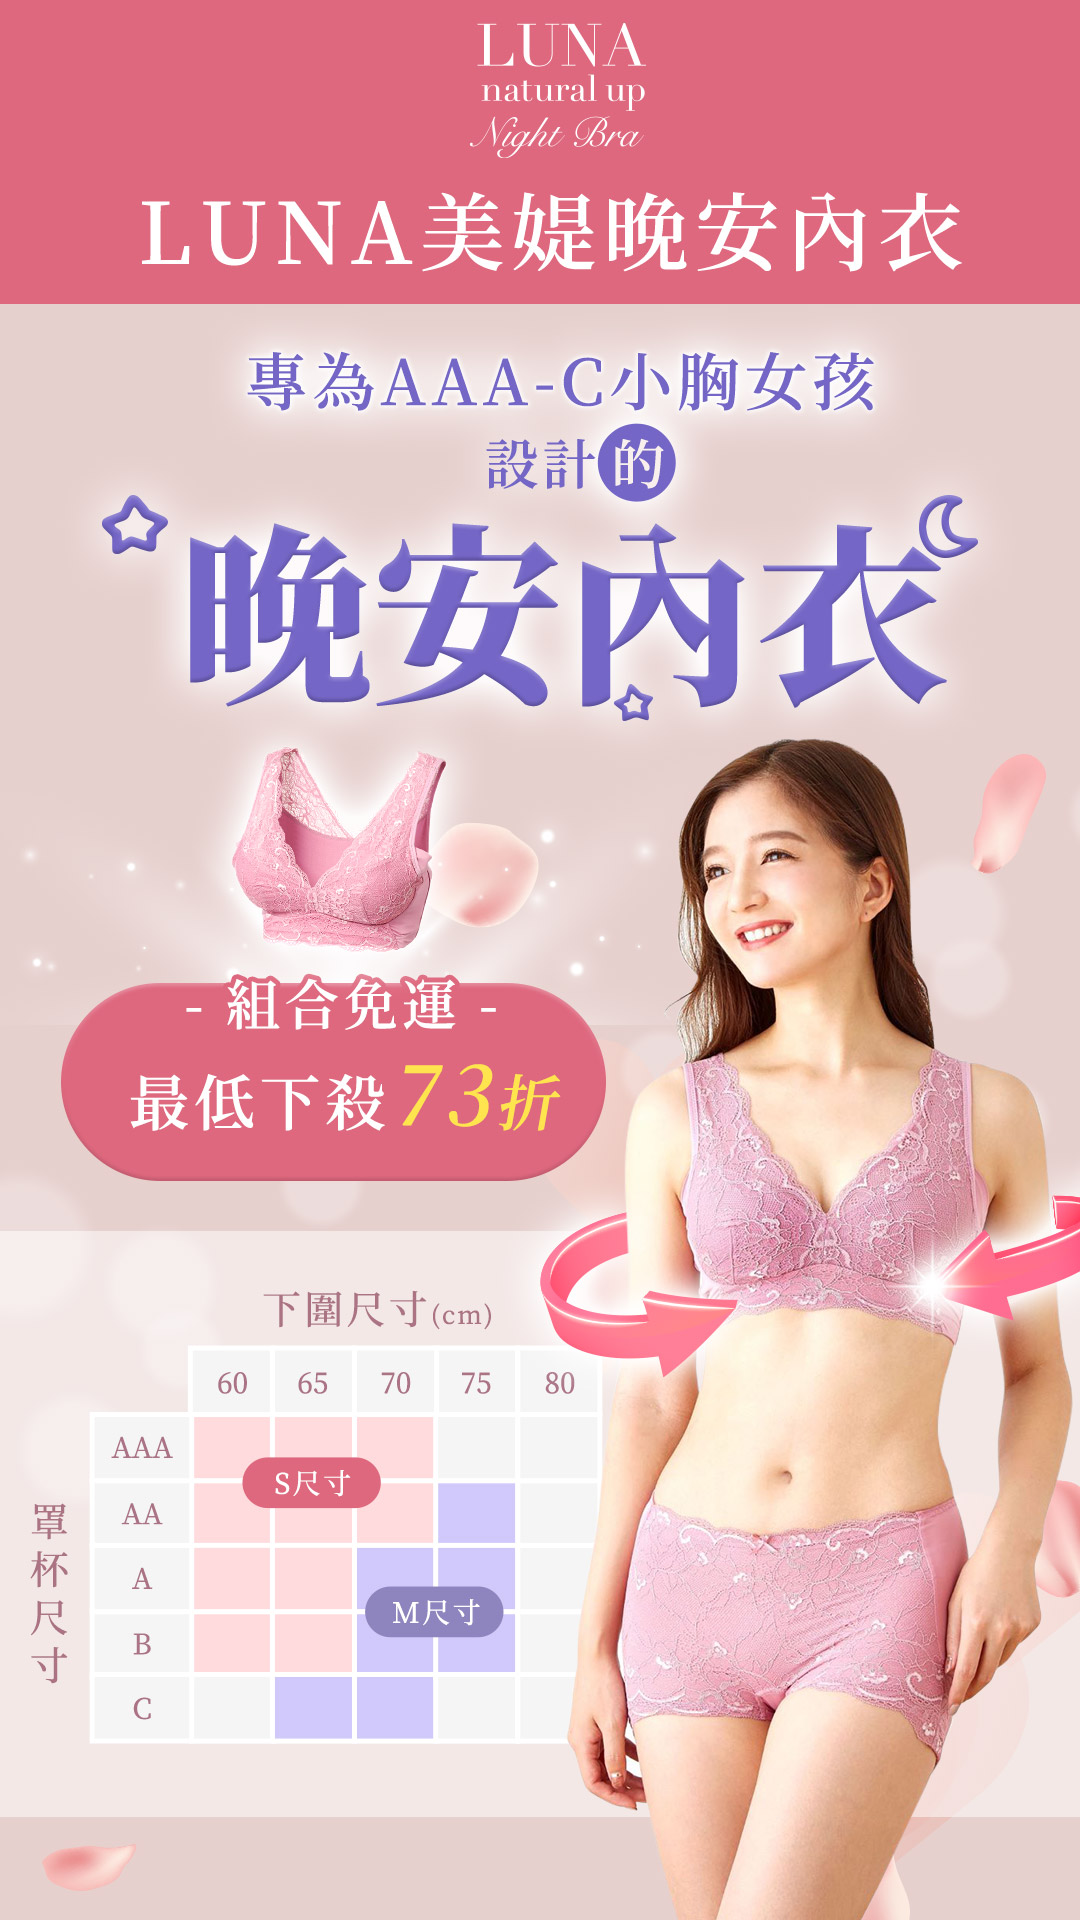 LUNA
natural up
Night Bra
LUNA美媞晚安內衣
專為AAA-C小胸女孩
設計的
晚安內衣
- 組合免運 -
最低下殺73折
下圍尺寸(cm)
60 65 70 75 80
罩杯尺寸
AAA
S尺寸
AA
A
M尺寸
B
C